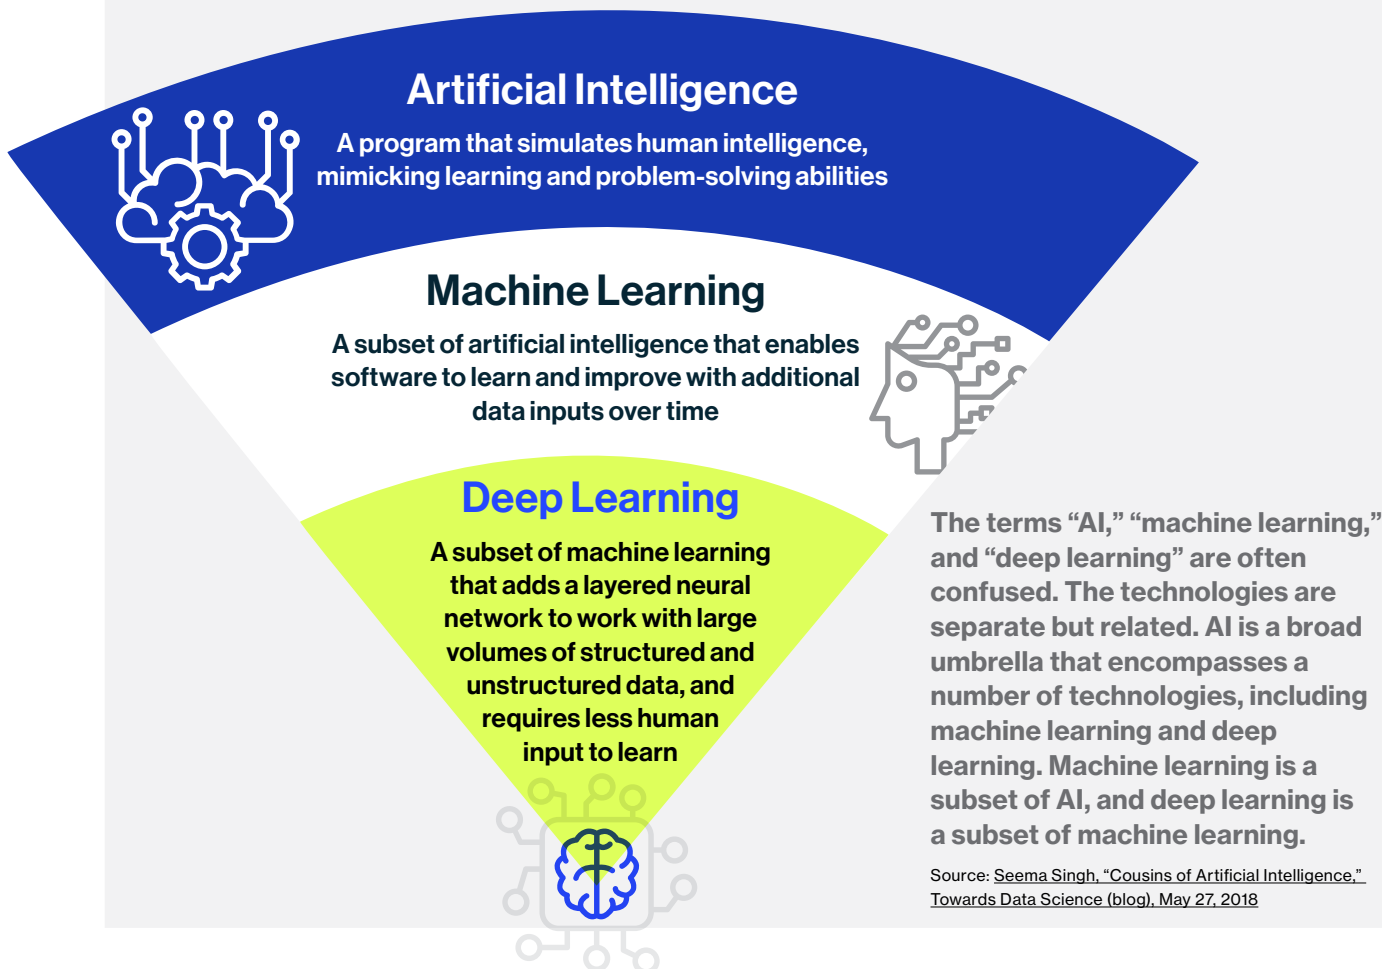 Artificial Intelligence
A program that simulates human intelligence,
mimicking learning and problem-solving abilities
Machine Learning
A subset of artificial intelligence that enables
software to learn and improve with additional
data inputs over time
Deep Learning
A subset of machine learning
that adds a layered neural
network to work with large
volumes of structured and
unstructured data, and
requires less human
input to learn
The terms “AI,” “machine learning,”
and “deep learning” are often
confused. The technologies are
separate but related. AI is a broad
umbrella that encompasses a
number of technologies, including
machine learning and deep
learning. Machine learning is a
subset of AI, and deep learning is
a subset of machine learning.
Source: Seema Singh, “Cousins of Artificial Intelligence,”
Towards Data Science (blog), May 27, 2018